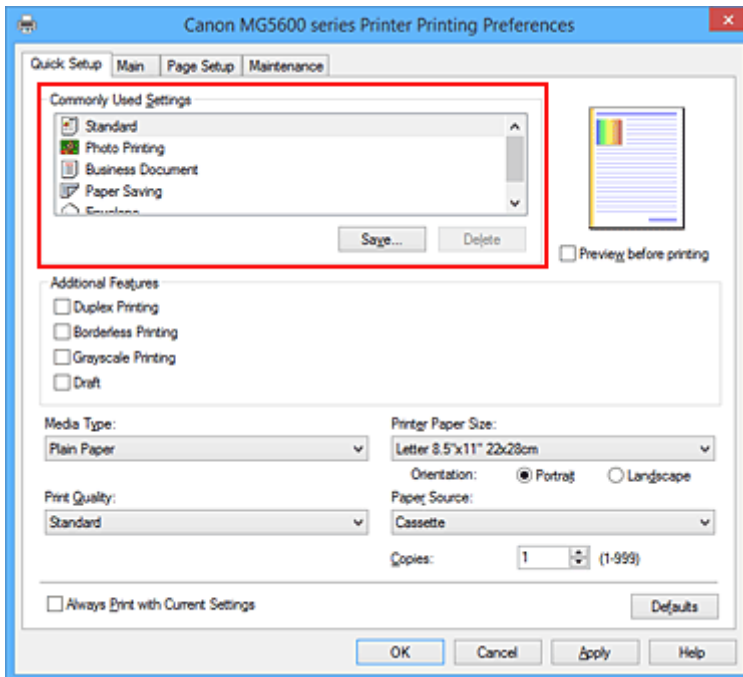 Canon MG5600 series Printer Printing Preferences
Quick Setup Main Page Setup Maintenance
Commonly Used Settings
Standard
Photo Printing
Business Document
Paper Saving
Envelope
Save... Delete
Preview before printing
Additional Features
Duplex Printing
Borderless Printing
Grayscale Printing
Draft
Media Type: Printer Paper Size:
Plain Paper Letter 8.5"x11" 22x28cm
Orientation: Portrait Landscape
Print Quality: Paper Source:
Standard Cassette
Copies: 1 (1-999)
Always Print with Current Settings Defaults
OK Cancel Apply Help